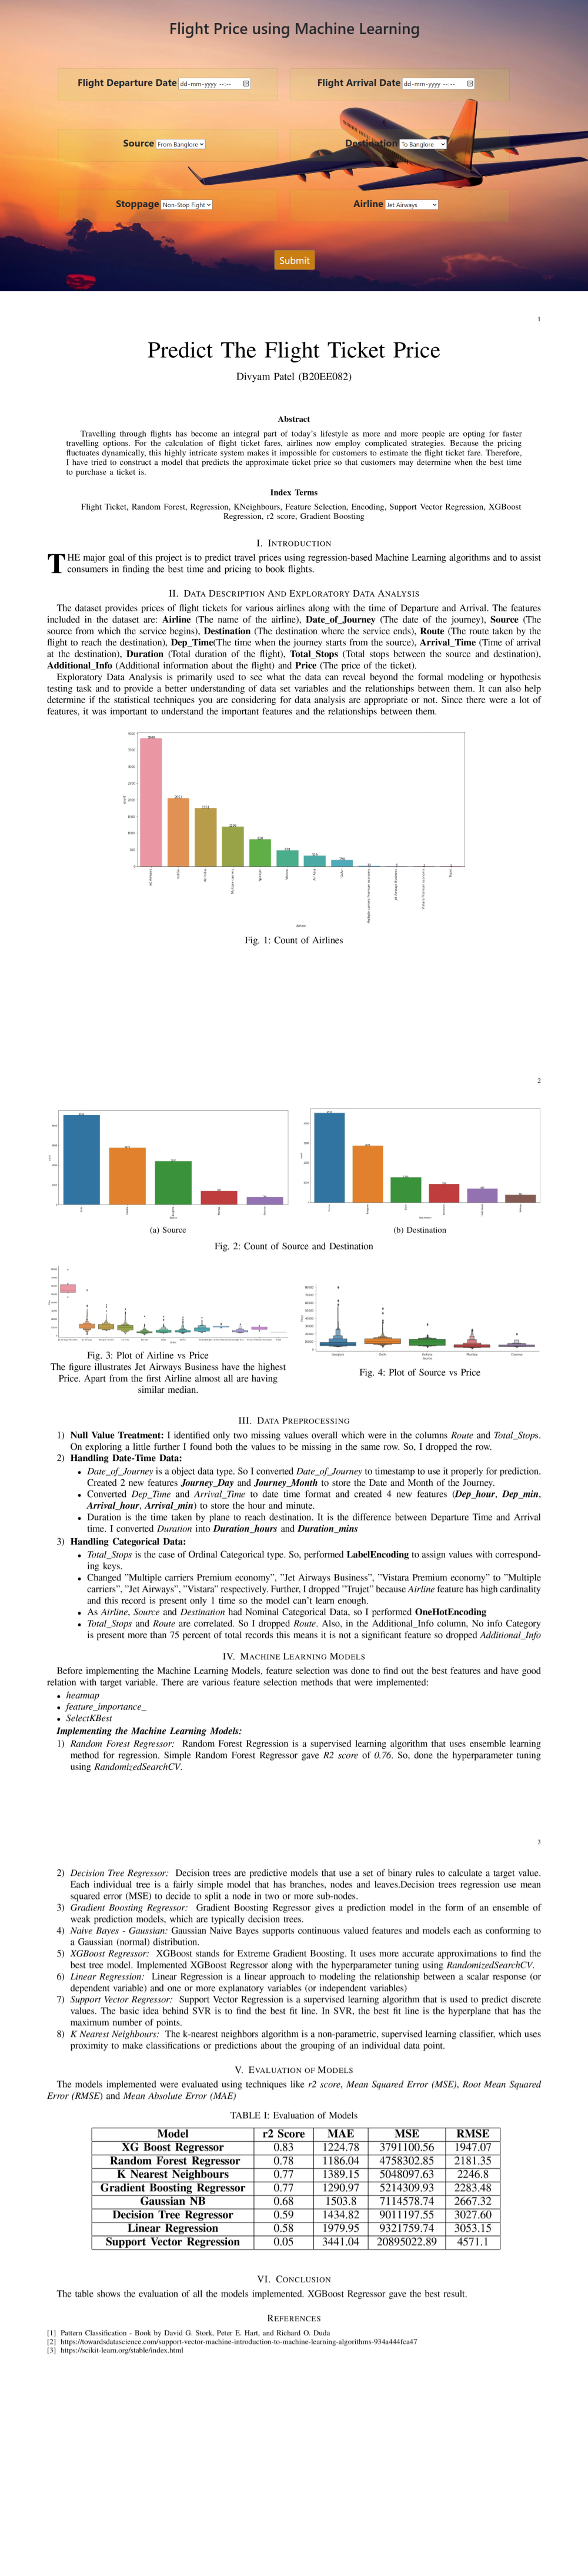 Flight Price using Machine Learning
Flight Departure Date dd-mm-yyyy --:--
Flight Arrival Date dd-mm-yyyy --:--
Source From Banglore
Destination To Banglore
Stoppage Non-Stop Fight
Airline Jet Airways
Submit
1
Predict The Flight Ticket Price
Divyam Patel (B20EE082)
Abstract
Travelling through flights has become an integral part of today's lifestyle as more and more people are opting for faster
travelling options. For the calculation of flight ticket fares, airlines now employ complicated strategies. Because the pricing
fluctuates dynamically, this highly intricate system makes it impossible for customers to estimate the flight ticket fare. Therefore,
I have tried to construct a model that predicts the approximate ticket price so that customers may determine when the best time
to purchase a ticket is.
Index Terms
Flight Ticket, Random Forest, Regression, KNeighbours, Feature Selection, Encoding, Support Vector Regression, XGBoost
Regression, r2 score, Gradient Boosting
I. Introduction
THE major goal of this project is to predict travel prices using regression-based Machine Learning algorithms and to assist
consumers in finding the best time and pricing to book flights.
II. Data Description And Exploratory Data Analysis
The dataset provides prices of flight tickets for various airlines along with the time of Departure and Arrival. The features
included in the dataset are: Airline (The name of the airline), Date_of_Journey (The date of the journey), Source (The
source from which the service begins), Destination (The destination where the service ends), Route (The route taken by the
flight to reach the destination), Dep_Time(The time when the journey starts from the source), Arrival_Time (Time of arrival
at the destination), Duration (Total duration of the flight), Total_Stops (Total stops between the source and destination),
Additional_Info (Additional information about the flight) and Price (The price of the ticket).
Exploratory Data Analysis is primarily used to see what the data can reveal beyond the formal modeling or hypothesis
testing task and to provide a better understanding of data set variables and the relationships between them. It can also help
determine if the statistical techniques you are considering for data analysis are appropriate or not. Since there were a lot of
features, it was important to understand the important features and the relationships between them.
Fig. 1: Count of Airlines
2
(a) Source
(b) Destination
Fig. 2: Count of Source and Destination
Fig. 3: Plot of Airline vs Price
The figure illustrates Jet Airways Business have the highest
Price. Apart from the first Airline almost all are having
similar median.
Fig. 4: Plot of Source vs Price
III. Data Preprocessing
1) Null Value Treatment: I identified only two missing values overall which were in the columns Route and Total_Stops.
On exploring a little further I found both the values to be missing in the same row. So, I dropped the row.
2) Handling Date-Time Data:
• Date_of_Journey is a object data type. So I converted Date_of_Journey to timestamp to use it properly for prediction.
Created 2 new features Journey_Day and Journey_Month to store the Date and Month of the Journey.
• Converted Dep_Time and Arrival_Time to date time format and created 4 new features (Dep_hour, Dep_min,
Arrival_hour, Arrival_min) to store the hour and minute.
• Duration is the time taken by plane to reach destination. It is the difference between Departure Time and Arrival
time. I converted Duration into Duration_hours and Duration_mins
3) Handling Categorical Data:
• Total_Stops is the case of Ordinal Categorical type. So, performed LabelEncoding to assign values with correspond-
ing keys.
• Changed "Multiple carriers Premium economy", "Jet Airways Business", "Vistara Premium economy" to "Multiple
carriers", "Jet Airways", "Vistara" respectively. Further, I dropped "Trujet" because Airline feature has high cardinality
and this record is present only 1 time so the model can't learn enough.
• As Airline, Source and Destination had Nominal Categorical Data, so I performed OneHotEncoding
• Total_Stops and Route are correlated. So I dropped Route. Also, in the Additional_Info column, No info Category
is present more than 75 percent of total records this means it is not a significant feature so dropped Additional_Info
IV. Machine Learning Models
Before implementing the Machine Learning Models, feature selection was done to find out the best features and have good
relation with target variable. There are various feature selection methods that were implemented:
• heatmap
• feature_importance_
• SelectKBest
Implementing the Machine Learning Models:
1) Random Forest Regressor: Random Forest Regression is a supervised learning algorithm that uses ensemble learning
method for regression. Simple Random Forest Regressor gave R2 score of 0.76. So, done the hyperparameter tuning
using RandomizedSearchCV.
3
2) Decision Tree Regressor: Decision trees are predictive models that use a set of binary rules to calculate a target value.
Each individual tree is a fairly simple model that has branches, nodes and leaves.Decision trees regression use mean
squared error (MSE) to decide to split a node in two or more sub-nodes.
3) Gradient Boosting Regressor: Gradient Boosting Regressor gives a prediction model in the form of an ensemble of
weak prediction models, which are typically decision trees.
4) Naive Bayes - Gaussian: Gaussian Naive Bayes supports continuous valued features and models each as conforming to
a Gaussian (normal) distribution.
5) XGBoost Regressor: XGBoost stands for Extreme Gradient Boosting. It uses more accurate approximations to find the
best tree model. Implemented XGBoost Regressor along with the hyperparameter tuning using RandomizedSearchCV.
6) Linear Regression: Linear Regression is a linear approach to modeling the relationship between a scalar response (or
dependent variable) and one or more explanatory variables (or independent variables)
7) Support Vector Regressor: Support Vector Regression is a supervised learning algorithm that is used to predict discrete
values. The basic idea behind SVR is to find the best fit line. In SVR, the best fit line is the hyperplane that has the
maximum number of points.
8) K Nearest Neighbours: The k-nearest neighbors algorithm is a non-parametric, supervised learning classifier, which uses
proximity to make classifications or predictions about the grouping of an individual data point.
V. Evaluation of Models
The models implemented were evaluated using techniques like r2 score, Mean Squared Error (MSE), Root Mean Squared
Error (RMSE) and Mean Absolute Error (MAE)
TABLE I: Evaluation of Models
Model r2 Score MAE MSE RMSE
XG Boost Regressor 0.83 1224.78 3791100.56 1947.07
Random Forest Regressor 0.78 1186.04 4758302.85 2181.35
K Nearest Neighbours 0.77 1389.15 5048097.63 2246.8
Gradient Boosting Regressor 0.77 1290.97 5214309.93 2283.48
Gaussian NB 0.68 1503.8 7114578.74 2667.32
Decision Tree Regressor 0.59 1434.82 9011197.55 3027.60
Linear Regression 0.58 1979.95 9321759.74 3053.15
Support Vector Regression 0.05 3441.04 20895022.89 4571.1
VI. Conclusion
The table shows the evaluation of all the models implemented. XGBoost Regressor gave the best result.
References
[1] Pattern Classification - Book by David G. Stork, Peter E. Hart, and Richard O. Duda
[2] https://towardsdatascience.com/support-vector-machine-introduction-to-machine-learning-algorithms-934a444fca47
[3] https://scikit-learn.org/stable/index.html